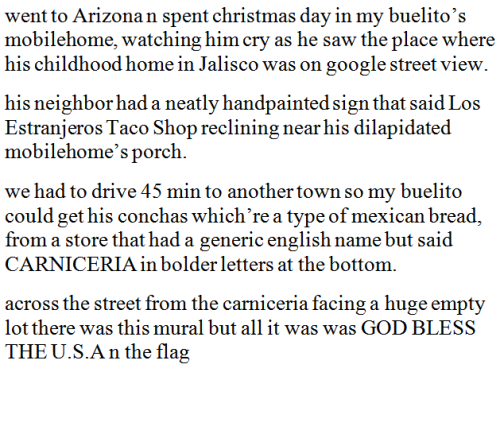 went to Arizona n spent christmas day in my buelito’s
mobilehome, watching him cry as he saw the place where
his childhood home in Jalisco was on google street view.
his neighbor had a neatly handpainted sign that said Los
Estranjeros Taco Shop reclining near his dilapidated
mobilehome’s porch.
we had to drive 45 min to another town so my buelito
could get his conchas which’re a type of mexican bread,
from a store that had a generic english name but said
CARNICERIA in bolder letters at the bottom.
across the street from the carniceria facing a huge empty
lot there was this mural but all it was was GOD BLESS
THE U.S.A n the flag